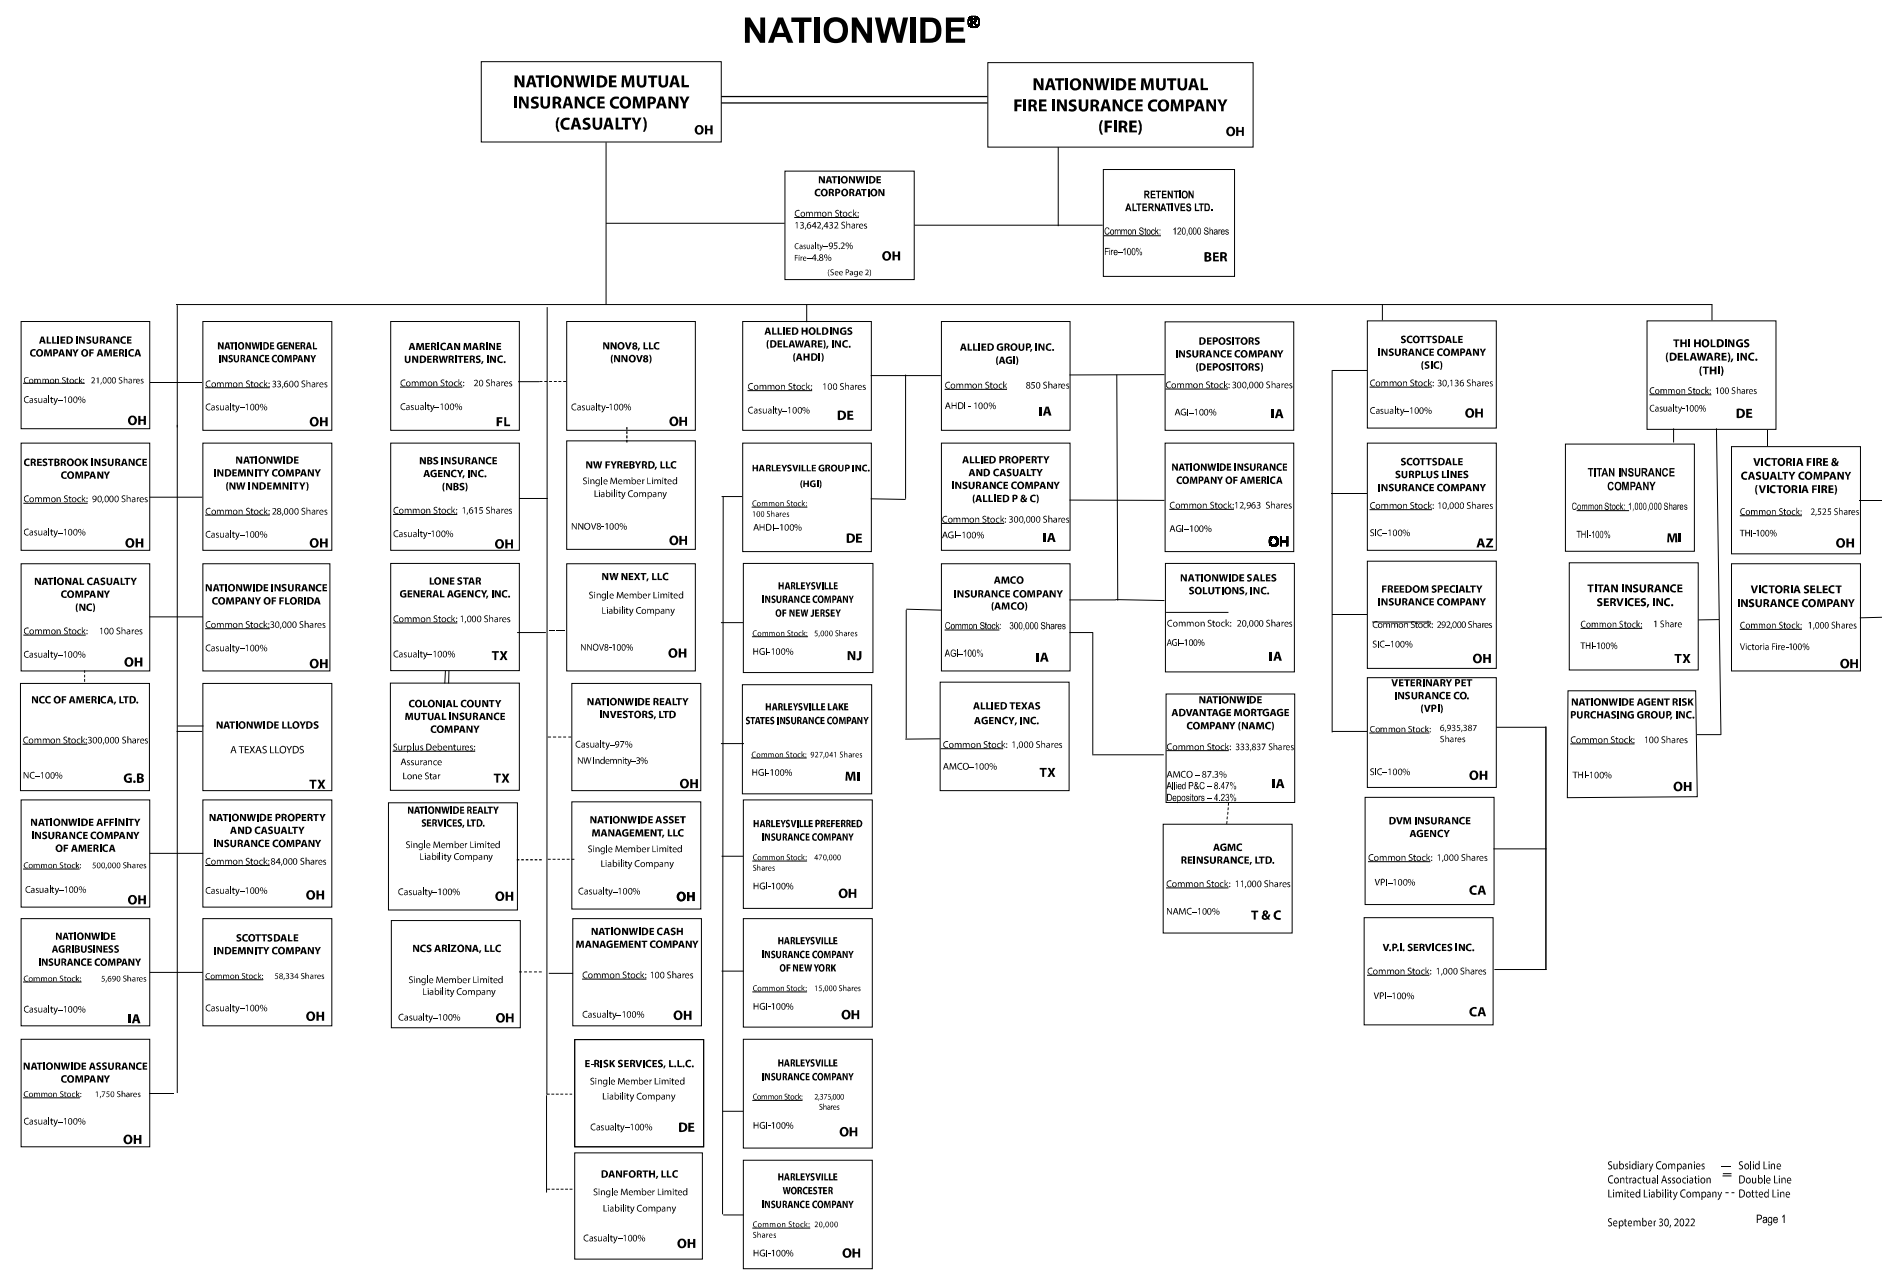 NATIONWIDE®
NATIONWIDE MUTUAL
INSURANCE COMPANY
(CASUALTY)
OH
NATIONWIDE MUTUAL
FIRE INSURANCE COMPANY
(FIRE)
OH
NATIONWIDE
CORPORATION
Common Stock:
13,642,432 Shares
Casualty–95.2%
Fire–4.8%
OH
(See Page 2)
RETENTION
ALTERNATIVES LTD.
Common Stock: 120,000 Shares
Fire–100%
BER
ALLIED INSURANCE
COMPANY OF AMERICA
Common Stock: 21,000 Shares
Casualty–100%
OH
CRESTBROOK INSURANCE
COMPANY
Common Stock: 90,000 Shares
Casualty–100%
OH
NATIONAL CASUALTY
COMPANY
(NC)
Common Stock: 100 Shares
Casualty–100%
OH
NCC OF AMERICA, LTD.
Common Stock:300,000 Shares
NC–100%
G.B
NATIONWIDE AFFINITY
INSURANCE COMPANY
OF AMERICA
Common Stock: 500,000 Shares
Casualty–100%
OH
NATIONWIDE
AGRIBUSINESS
INSURANCE COMPANY
Common Stock: 5,690 Shares
Casualty–100%
IA
NATIONWIDE ASSURANCE
COMPANY
Common Stock: 1,750 Shares
Casualty–100%
OH
NATIONWIDE GENERAL
INSURANCE COMPANY
Common Stock: 33,600 Shares
Casualty–100%
OH
NATIONWIDE
INDEMNITY COMPANY
(NW INDEMNITY)
Common Stock: 28,000 Shares
Casualty–100%
OH
NATIONWIDE INSURANCE
COMPANY OF FLORIDA
Common Stock:30,000 Shares
Casualty–100%
OH
NATIONWIDE LLOYDS
A TEXAS LLOYDS
TX
NATIONWIDE PROPERTY
AND CASUALTY
INSURANCE COMPANY
Common Stock:84,000 Shares
Casualty–100%
OH
SCOTTSDALE
INDEMNITY COMPANY
Common Stock: 58,334 Shares
Casualty–100%
OH
AMERICAN MARINE
UNDERWRITERS, INC.
Common Stock: 20 Shares
Casualty–100%
FL
NBS INSURANCE
AGENCY, INC.
(NBS)
Common Stock: 1,615 Shares
Casualty-100%
OH
LONE STAR
GENERAL AGENCY, INC.
Common Stock: 1,000 Shares
Casualty–100%
TX
COLONIAL COUNTY
MUTUAL INSURANCE
COMPANY
Surplus Debentures:
Assurance
Lone Star
TX
NATIONWIDE REALTY
SERVICES, LTD.
Single Member Limited
Liability Company
Casualty–100%
OH
NCS ARIZONA, LLC
Single Member Limited
Liability Company
Casualty–100%
OH
NNOV8, LLC
(NNOV8)
Casualty-100%
OH
NW FYREBYRD, LLC
Single Member Limited
Liability Company
NNOV8-100%
OH
NW NEXT, LLC
Single Member Limited
Liability Company
NNOV8-100%
OH
NATIONWIDE REALTY
INVESTORS, LTD
Casualty–97%
NW Indemnity–3%
OH
NATIONWIDE ASSET
MANAGEMENT, LLC
Single Member Limited
Liability Company
Casualty–100%
OH
NATIONWIDE CASH
MANAGEMENT COMPANY
Common Stock: 100 Shares
Casualty–100%
OH
E-RISK SERVICES, L.L.C.
Single Member Limited
Liability Company
Casualty–100%
DE
DANFORTH, LLC
Single Member Limited
Liability Company
Casualty–100%
OH
ALLIED HOLDINGS
(DELAWARE), INC.
(AHDI)
Common Stock: 100 Shares
Casualty–100%
DE
HARLEYSVILLE GROUP INC.
(HGI)
Common Stock:
100 Shares
AHDI–100%
DE
HARLEYSVILLE
INSURANCE COMPANY
OF NEW JERSEY
Common Stock: 5,000 Shares
HGI-100%
NJ
HARLEYSVILLE LAKE
STATES INSURANCE COMPANY
Common Stock: 927,041 Shares
HGI-100%
MI
HARLEYSVILLE PREFERRED
INSURANCE COMPANY
Common Stock: 470,000
Shares
HGI-100%
OH
HARLEYSVILLE
INSURANCE COMPANY
OF NEW YORK
Common Stock: 15,000 Shares
HGI-100%
OH
HARLEYSVILLE
INSURANCE COMPANY
Common Stock: 2,375,000
Shares
HGI-100%
OH
HARLEYSVILLE
WORCESTER
INSURANCE COMPANY
Common Stock: 20,000
Shares
HGI-100%
OH
ALLIED GROUP, INC.
(AGI)
Common Stock 850 Shares
AHDI - 100%
IA
ALLIED PROPERTY
AND CASUALTY
INSURANCE COMPANY
(ALLIED P & C)
Common Stock: 300,000 Shares
AGI–100%
IA
AMCO
INSURANCE COMPANY
(AMCO)
Common Stock: 300,000 Shares
AGI–100%
IA
ALLIED TEXAS
AGENCY, INC.
Common Stock: 1,000 Shares
AMCO–100%
TX
DEPOSITORS
INSURANCE COMPANY
(DEPOSITORS)
Common Stock: 300,000 Shares
AGI–100%
IA
NATIONWIDE INSURANCE
COMPANY OF AMERICA
Common Stock:12,963 Shares
AGI–100%
OH
NATIONWIDE SALES
SOLUTIONS, INC.
Common Stock: 20,000 Shares
AGI–100%
IA
NATIONWIDE
ADVANTAGE MORTGAGE
COMPANY (NAMC)
Common Stock: 333,837 Shares
AMCO – 87.3%
Allied P&C – 8.47%
Depositors – 4.23%
IA
AGMC
REINSURANCE, LTD.
Common Stock: 11,000 Shares
NAMC–100%
T & C
SCOTTSDALE
INSURANCE COMPANY
(SIC)
Common Stock: 30,136 Shares
Casualty–100%
OH
SCOTTSDALE
SURPLUS LINES
INSURANCE COMPANY
Common Stock: 10,000 Shares
SIC–100%
AZ
FREEDOM SPECIALTY
INSURANCE COMPANY
Common Stock: 292,000 Shares
SIC–100%
OH
VETERINARY PET
INSURANCE CO.
(VPI)
Common Stock: 6,935,387
Shares
SIC–100%
OH
DVM INSURANCE
AGENCY
Common Stock: 1,000 Shares
VPI–100%
CA
V.P.I. SERVICES INC.
Common Stock: 1,000 Shares
VPI–100%
CA
THI HOLDINGS
(DELAWARE), INC.
(THI)
Common Stock: 100 Shares
Casualty-100%
DE
TITAN INSURANCE
COMPANY
Common Stock: 1,000,000 Shares
THI-100%
MI
TITAN INSURANCE
SERVICES, INC.
Common Stock: 1 Share
THI-100%
TX
NATIONWIDE AGENT RISK
PURCHASING GROUP, INC.
Common Stock: 100 Shares
THI-100%
OH
VICTORIA FIRE &
CASUALTY COMPANY
(VICTORIA FIRE)
Common Stock: 2,525 Shares
THI-100%
OH
VICTORIA SELECT
INSURANCE COMPANY
Common Stock: 1,000 Shares
Victoria Fire-100%
OH
Subsidiary Companies — Solid Line
Contractual Association = Double Line
Limited Liability Company - - Dotted Line
September 30, 2022
Page 1